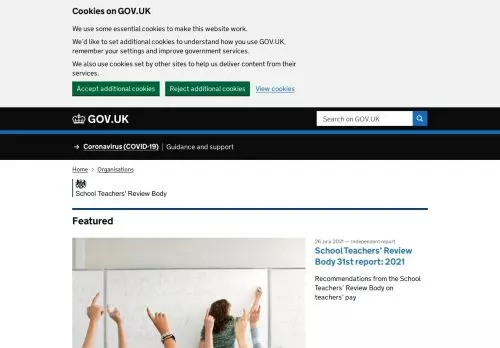 Cookies on GOV.UK
We use some essential cookies to make this website work.
We'd like to set additional cookies to understand how you use GOV.UK,
remember your settings and improve government services.
We also use cookies set by other sites to help us deliver content from their
services.
Accept additional cookies
Reject additional cookies
View cookies
GOV.UK
Search on GOV.UK
→ Coronavirus (COVID-19) | Guidance and support
Home > Organisations
School Teachers' Review Body
Featured
2021 — Independent report
School Teachers' Review
Body 31st report: 2021
Recommendations from the School
Teachers' Review Body on
teachers' pay